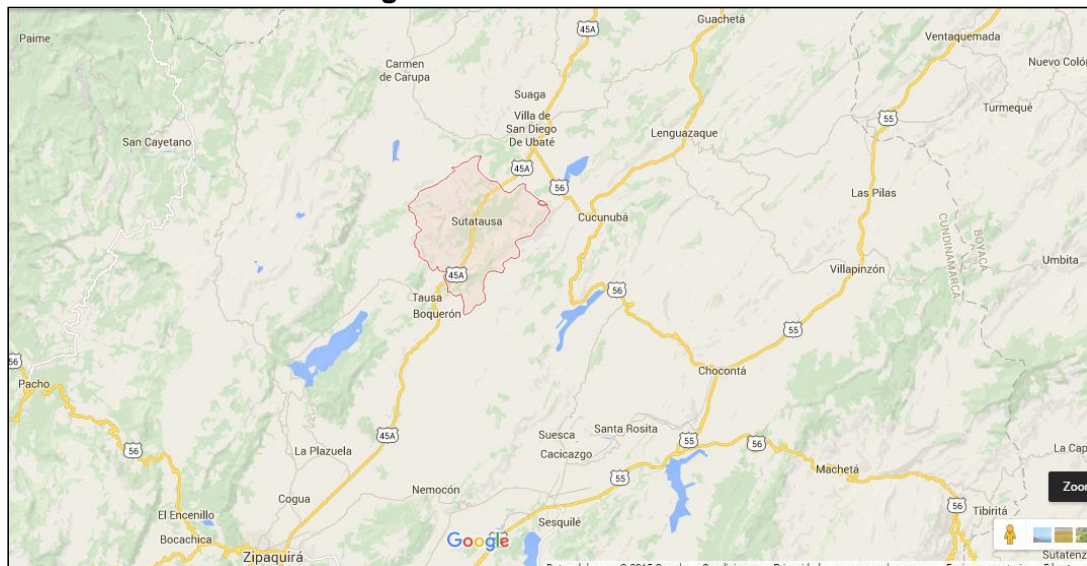 Paime
45A
Guachetá
Ventaquemada
Carmen
de Carupa
Nuevo Coló
Suaga
Turmequé
Villa de
San Diego
De Ubaté
55
San Cayetano
Lenguazaque
45A
56
Las Pilas
Sutatausa
Cucunubá
BOYACA
CUNDINAMARCA
Umbita
Villapinzón
45A
Tausa
56
Boquerón
55
56
Chocontá
Pacho
45A
Suesca
Santa Rosita
55
56
56
La Plazuela
Cacicazgo
La Cap
Machetá
55
Nemocón
Zoor
Cogua
56
Tibiritá
El Encenillo
Sesquilé
Bocachica
Google
Zipaquirá
Sutatenz